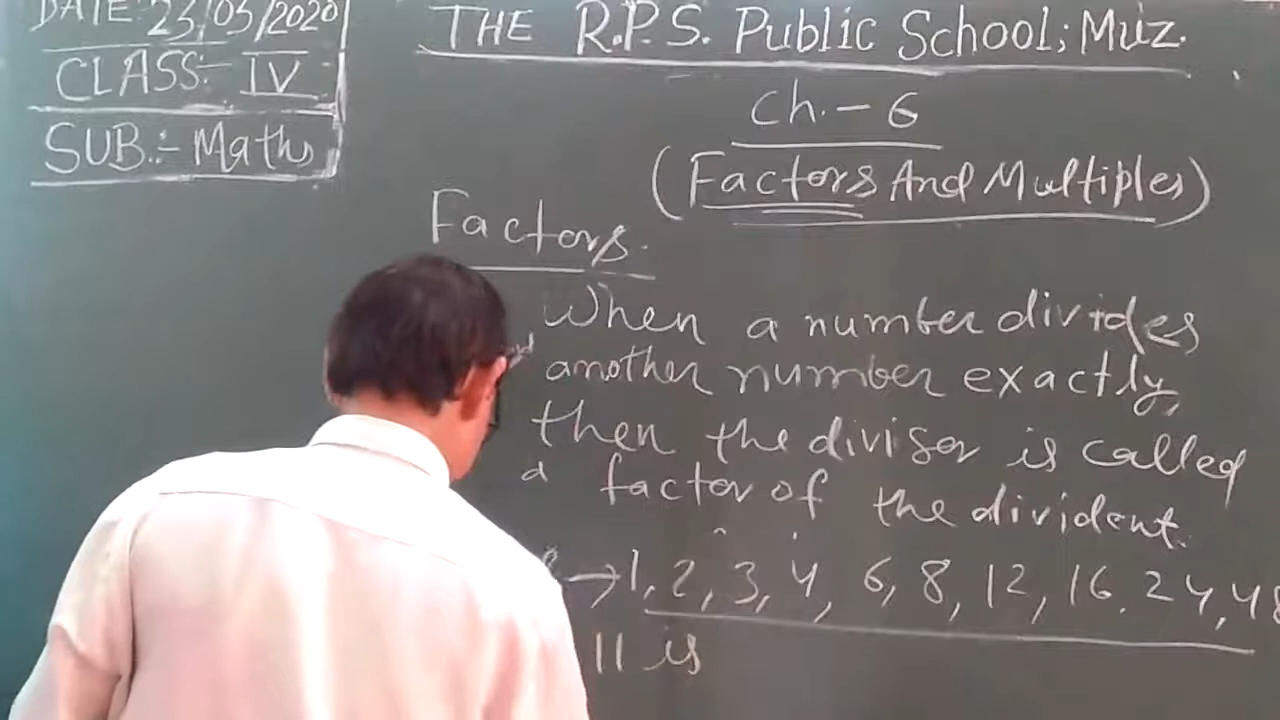 DATE: 23/05/2020
CLASS:- IV
SUB.:- Maths
THE R.P.S. Public School; Muz.
Ch. - 6
(Factors And Multiples)
Factors.
When a number divides
another number exactly,
then the divisor is called
a factor of the divident.
→ 1, 2, 3, 4, 6, 8, 12, 16. 24, 48
11 is